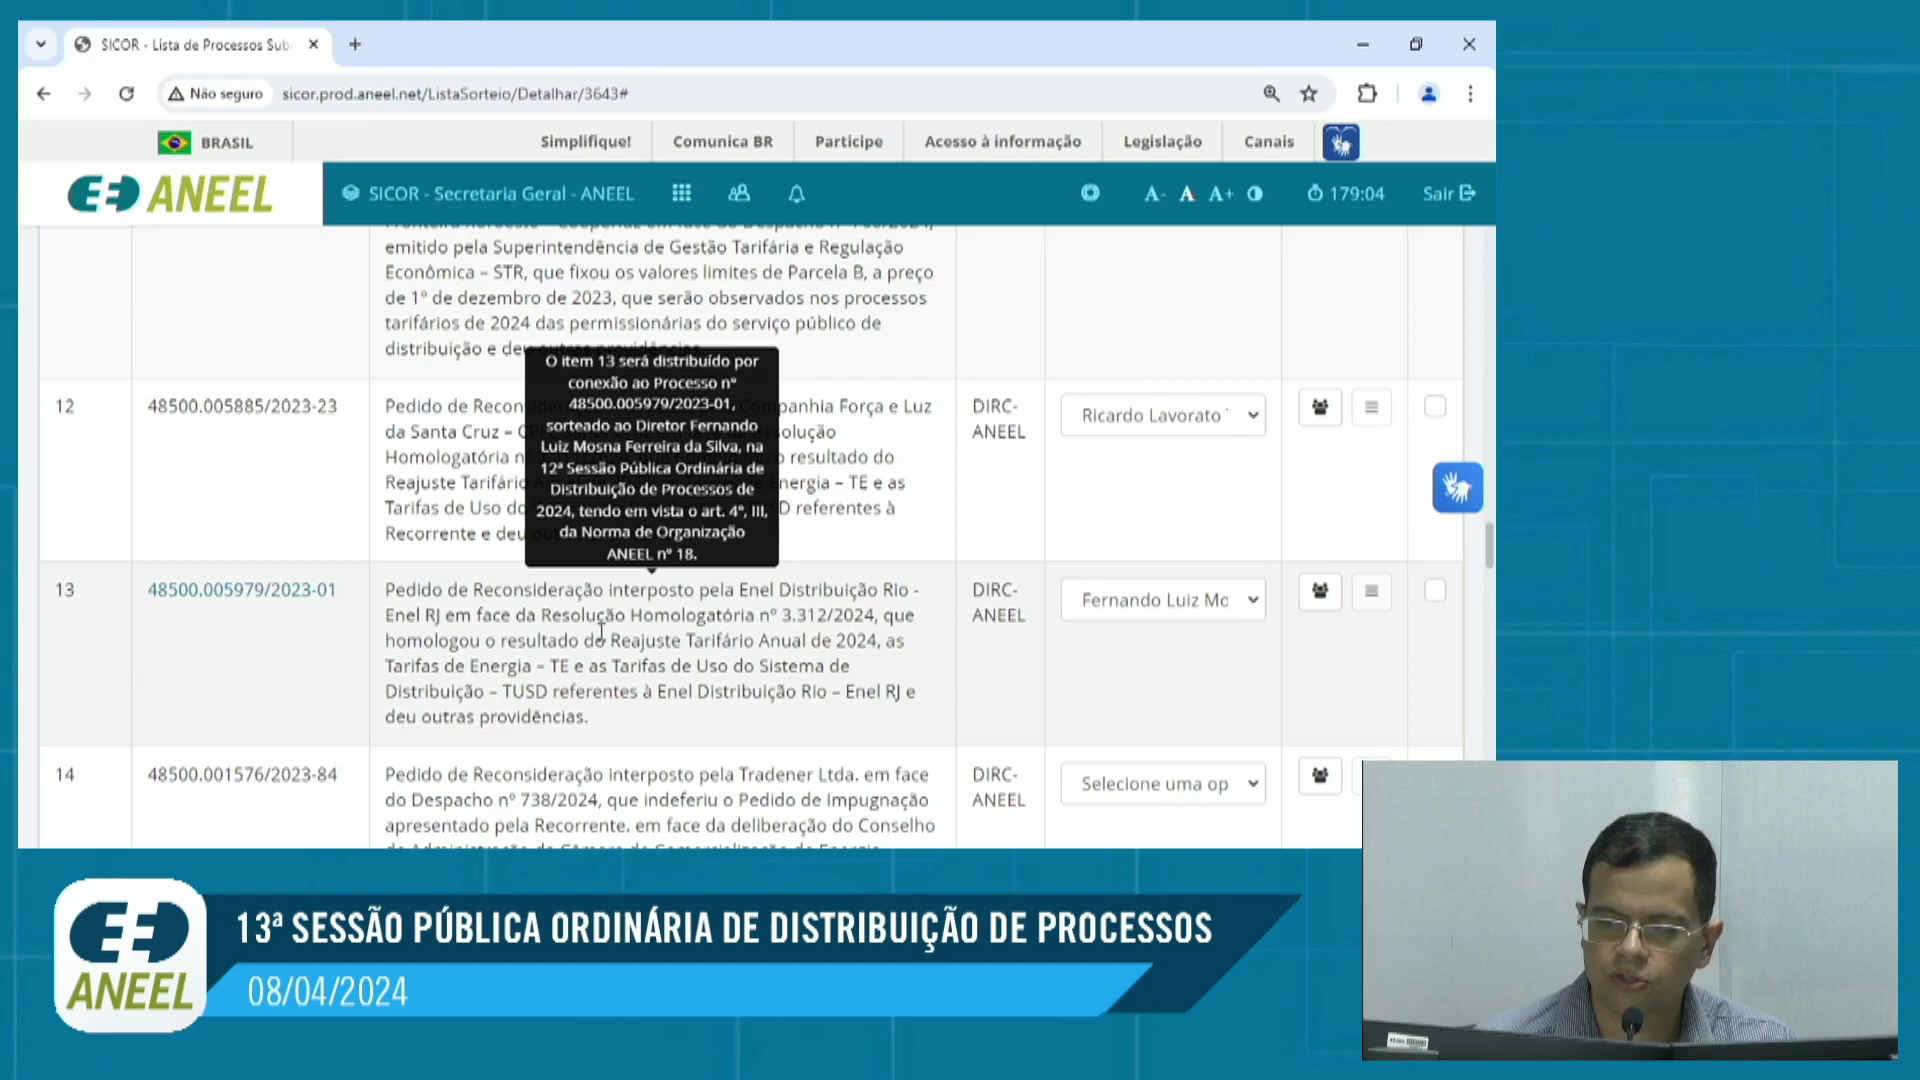 SICOR - Lista de Processos Sub
Não seguro
sicor.prod.aneel.net/ListaSorteio/Detalhar/3643#
BRASIL
Simplifique!
Comunica BR
Participe
Acesso à informação
Legislação
Canais
ANEEL
SICOR - Secretaria Geral - ANEEL
A-
A
A+
179:04
Sair
emitido pela Superintendência de Gestão Tarifária e Regulação
Econômica – STR, que fixou os valores limites de Parcela B, a preço
de 1º de dezembro de 2023, que serão observados nos processos
tarifários de 2024 das permissionárias do serviço público de
distribuição e deu outras providências.
O item 13 será distribuído por
conexão ao Processo nº
48500.005979/2023-01,
sorteado ao Diretor Fernando
Luiz Mosna Ferreira da Silva, na
12ª Sessão Pública Ordinária de
Distribuição de Processos de
2024, tendo em vista o art. 4º, III,
da Norma de Organização
ANEEL nº 18.
12
48500.005885/2023-23
Pedido de Recon
Companhia Força e Luz
da Santa Cruz –
solução
Homologatória n
o resultado do
Reajuste Tarifário
nergia – TE e as
Tarifas de Uso do
D referentes à
Recorrente e deu
DIRC-
ANEEL
Ricardo Lavorato
13
48500.005979/2023-01
Pedido de Reconsideração interposto pela Enel Distribuição Rio -
Enel RJ em face da Resolução Homologatória nº 3.312/2024, que
homologou o resultado do Reajuste Tarifário Anual de 2024, as
Tarifas de Energia – TE e as Tarifas de Uso do Sistema de
Distribuição – TUSD referentes à Enel Distribuição Rio – Enel RJ e
deu outras providências.
DIRC-
ANEEL
Fernando Luiz Mo
14
48500.001576/2023-84
Pedido de Reconsideração interposto pela Tradener Ltda. em face
do Despacho nº 738/2024, que indeferiu o Pedido de Impugnação
apresentado pela Recorrente, em face da deliberação do Conselho
de Administração da Câmara de Comercialização de Energia
DIRC-
ANEEL
Selecione uma op
ANEEL
13ª SESSÃO PÚBLICA ORDINÁRIA DE DISTRIBUIÇÃO DE PROCESSOS
08/04/2024